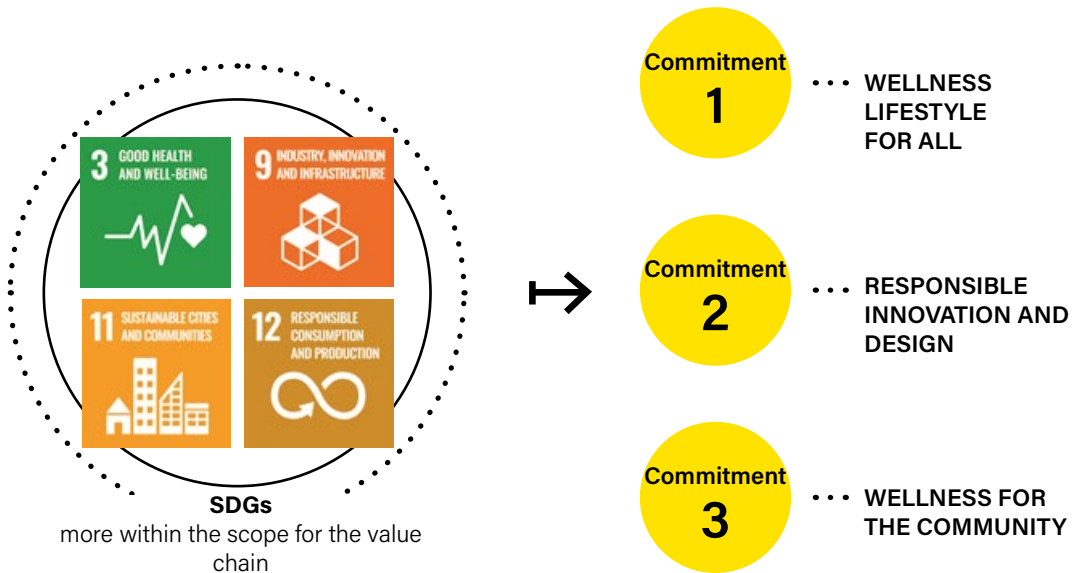 3 GOOD HEALTH
AND WELL-BEING
9 INDUSTRY, INNOVATION
AND INFRASTRUCTURE
11 SUSTAINABLE CITIES
AND COMMUNITIES
12 RESPONSIBLE
CONSUMPTION
AND PRODUCTION
SDGs
more within the scope for the value
chain
Commitment
1
WELLNESS
LIFESTYLE
FOR ALL
Commitment
2
RESPONSIBLE
INNOVATION AND
DESIGN
Commitment
3
WELLNESS FOR
THE COMMUNITY